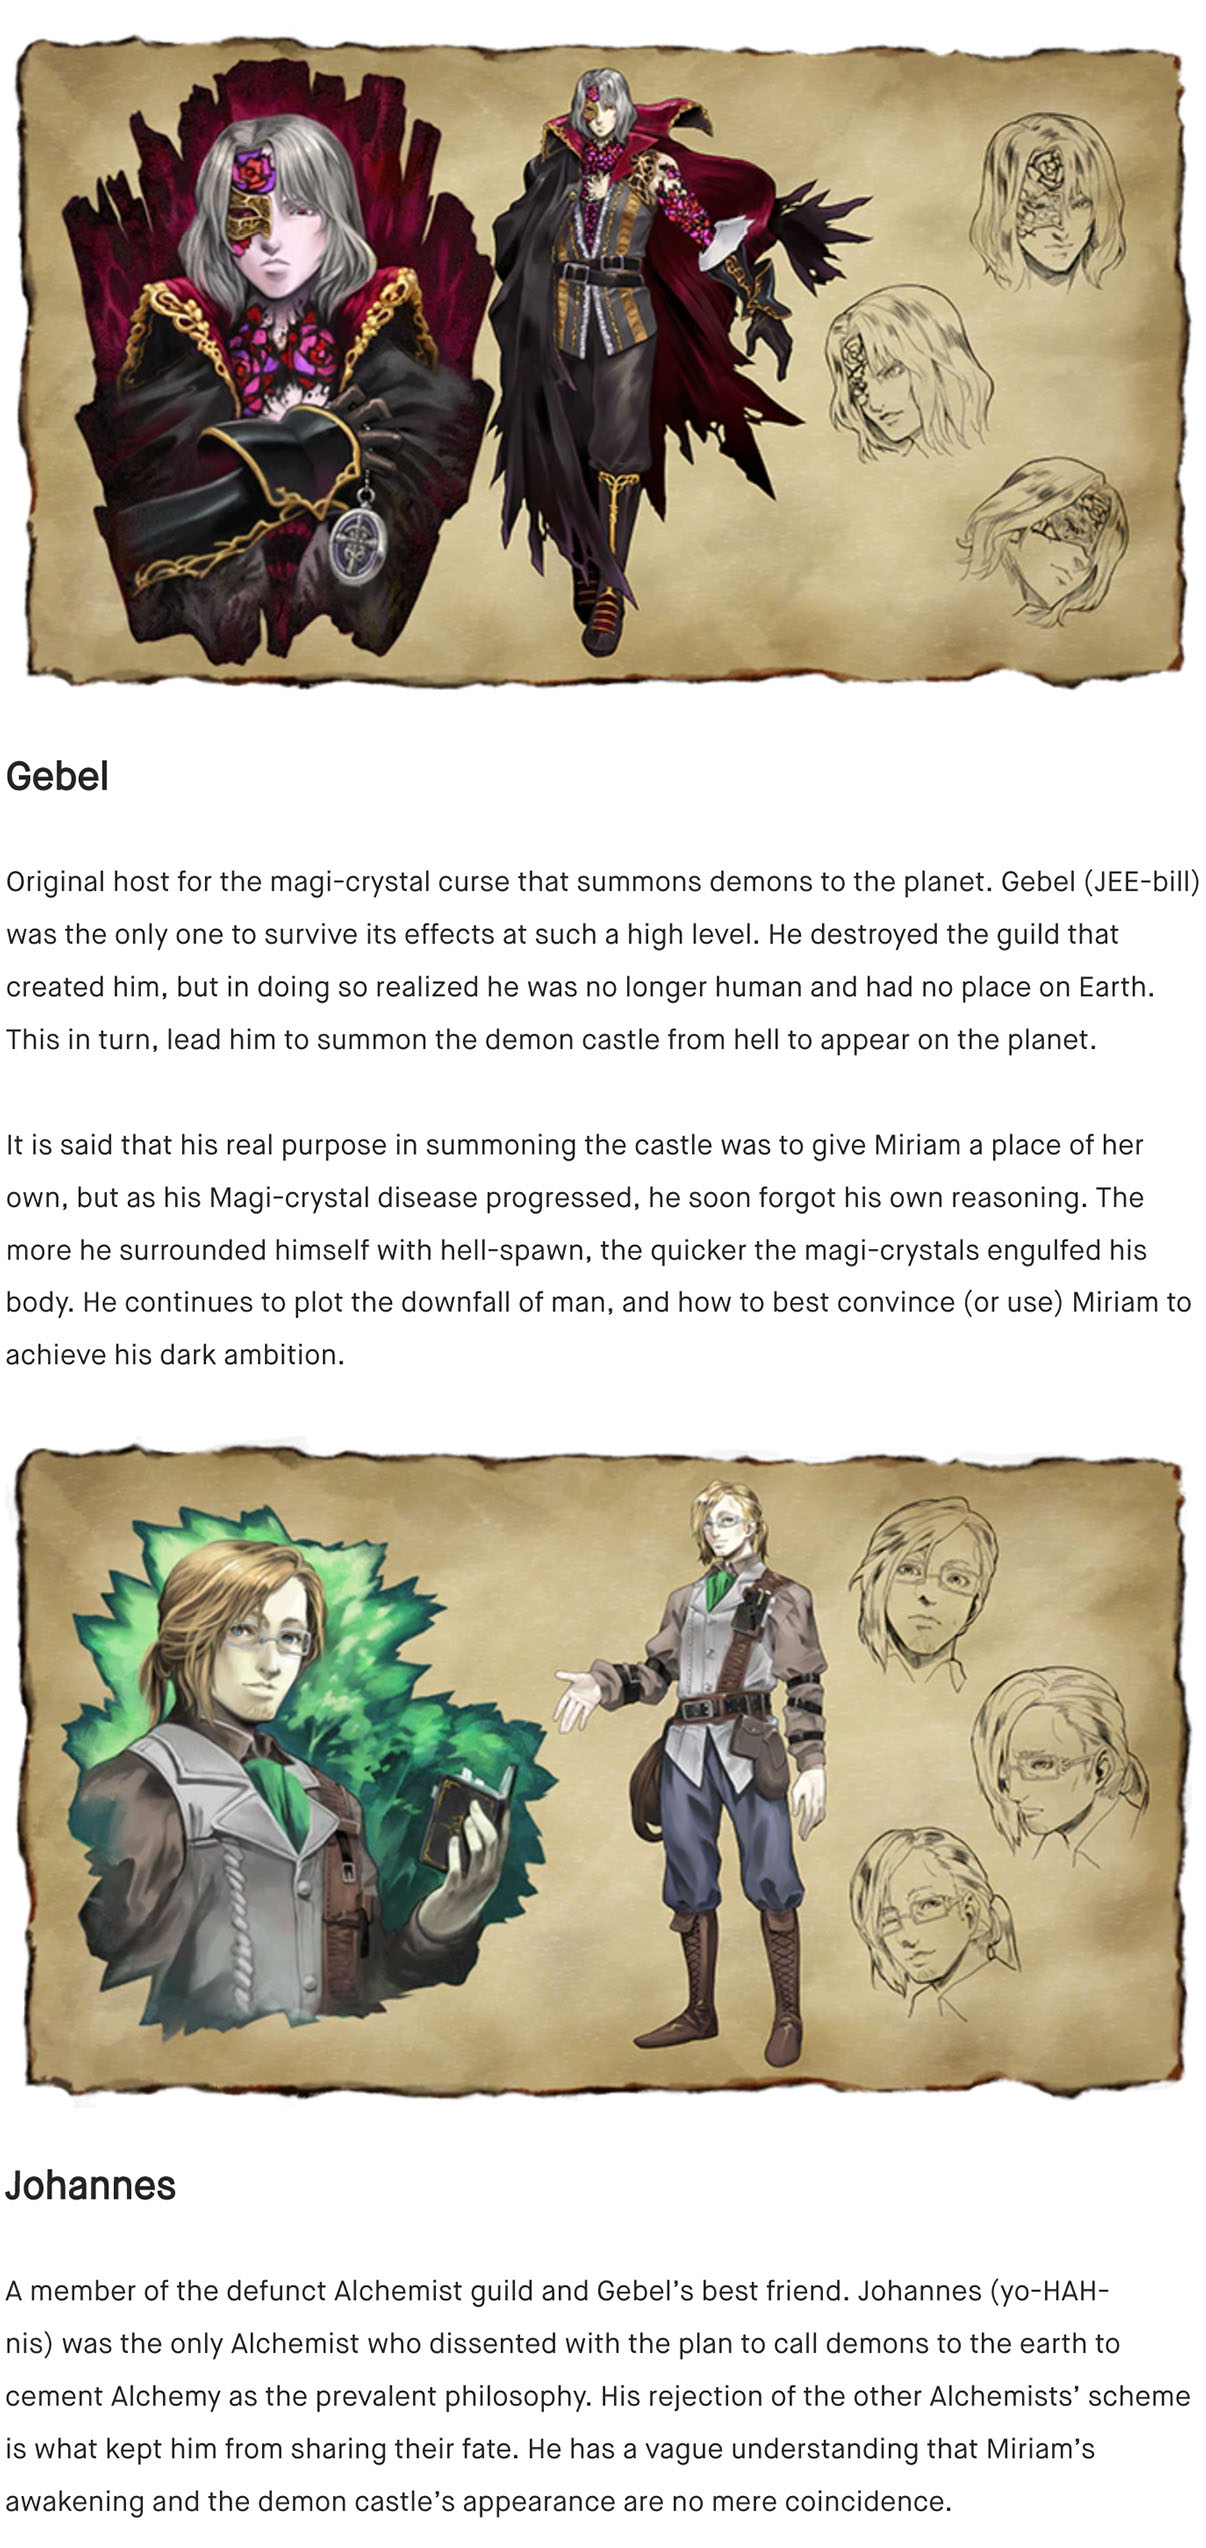 Gebel
Original host for the magi-crystal curse that summons demons to the planet. Gebel (JEE-bill)
was the only one to survive its effects at such a high level. He destroyed the guild that
created him, but in doing so realized he was no longer human and had no place on Earth.
This in turn, lead him to summon the demon castle from hell to appear on the planet.
It is said that his real purpose in summoning the castle was to give Miriam a place of her
own, but as his Magi-crystal disease progressed, he soon forgot his own reasoning. The
more he surrounded himself with hell-spawn, the quicker the magi-crystals engulfed his
body. He continues to plot the downfall of man, and how to best convince (or use) Miriam to
achieve his dark ambition.
Johannes
A member of the defunct Alchemist guild and Gebel’s best friend. Johannes (yo-HAH-
nis) was the only Alchemist who dissented with the plan to call demons to the earth to
cement Alchemy as the prevalent philosophy. His rejection of the other Alchemists’ scheme
is what kept him from sharing their fate. He has a vague understanding that Miriam’s
awakening and the demon castle’s appearance are no mere coincidence.